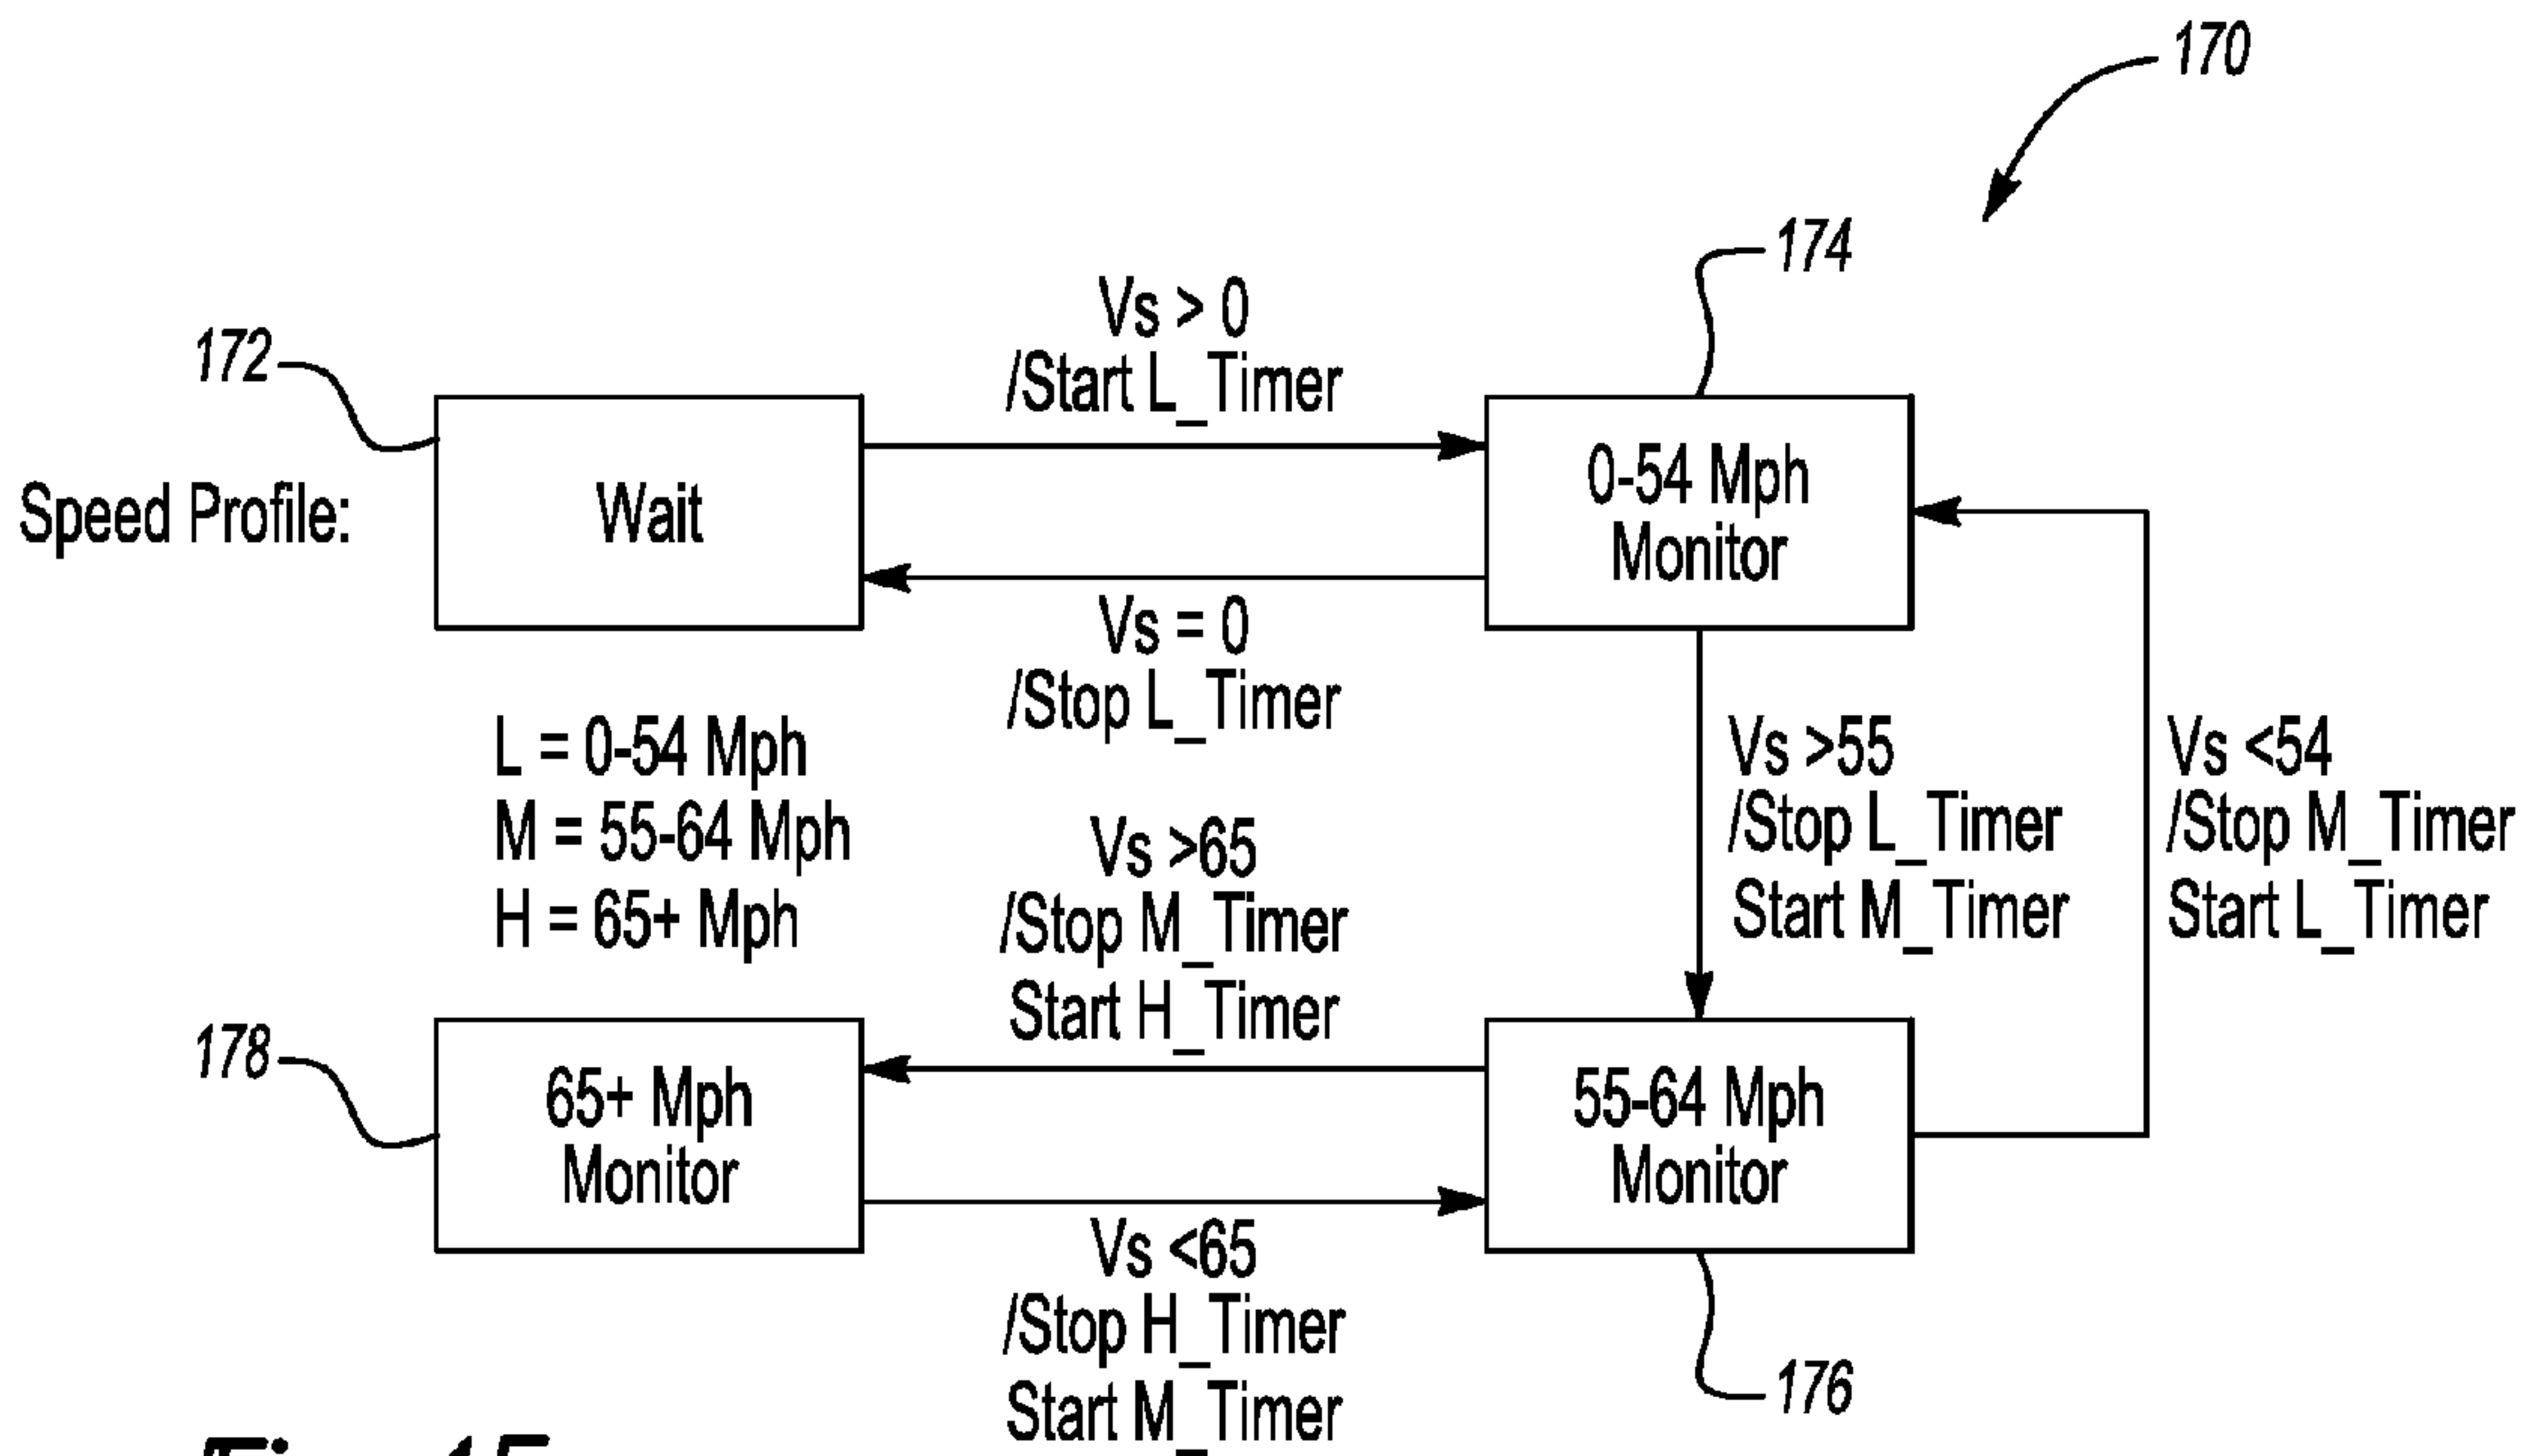 170
174
Vs > 0
/Start L_Timer
172
Speed Profile:
Wait
0-54 Mph
Monitor
Vs = 0
/Stop L_Timer
L = 0-54 Mph
M = 55-64 Mph
H = 65+ Mph
Vs >55
/Stop L_Timer
Start M_Timer
Vs <54
/Stop M_Timer
Start L_Timer
Vs >65
/Stop M_Timer
Start H_Timer
178
65+ Mph
Monitor
55-64 Mph
Monitor
Vs <65
/Stop H_Timer
Start M_Timer
176